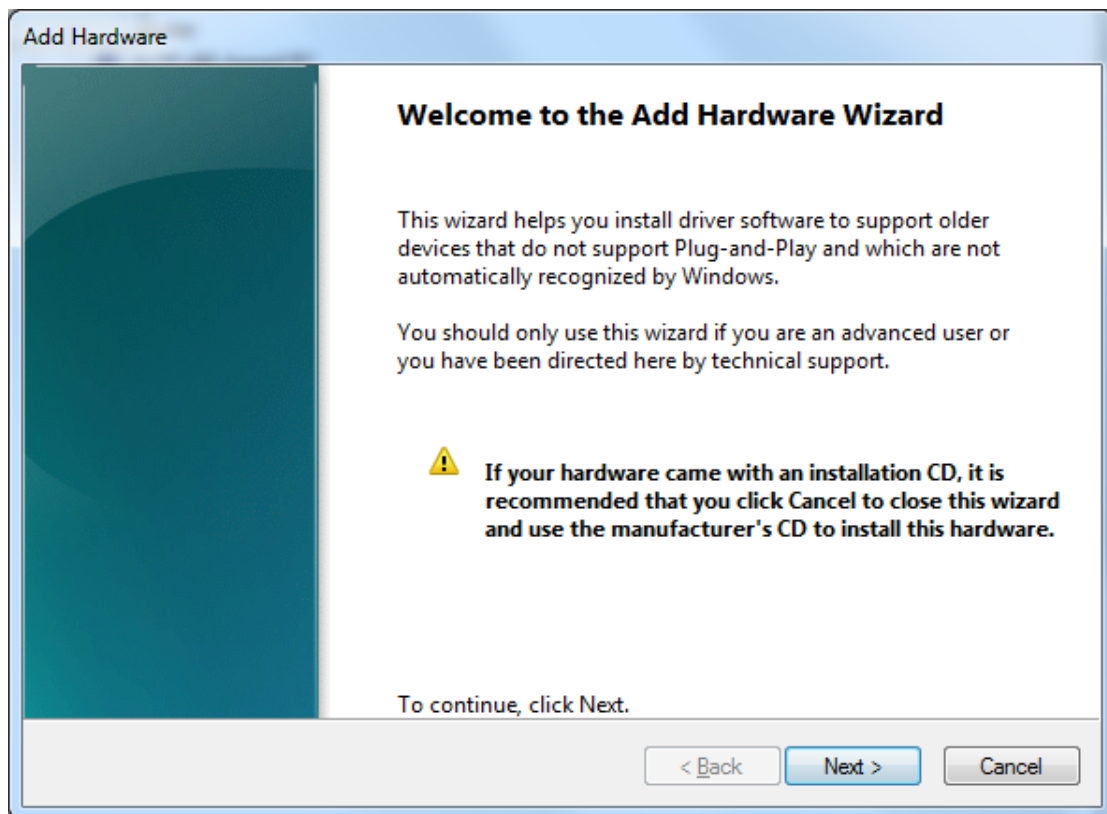 Add Hardware
Welcome to the Add Hardware Wizard
This wizard helps you install driver software to support older
devices that do not support Plug-and-Play and which are not
automatically recognized by Windows.
You should only use this wizard if you are an advanced user or
you have been directed here by technical support.
If your hardware came with an installation CD, it is
recommended that you click Cancel to close this wizard
and use the manufacturer's CD to install this hardware.
To continue, click Next.
< Back Next > Cancel